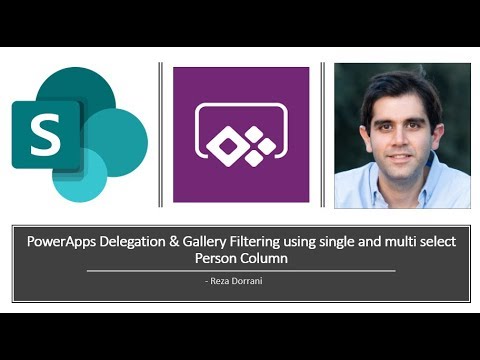 S
PowerApps Delegation & Gallery Filtering using single and multi select
Person Column
- Reza Dorrani